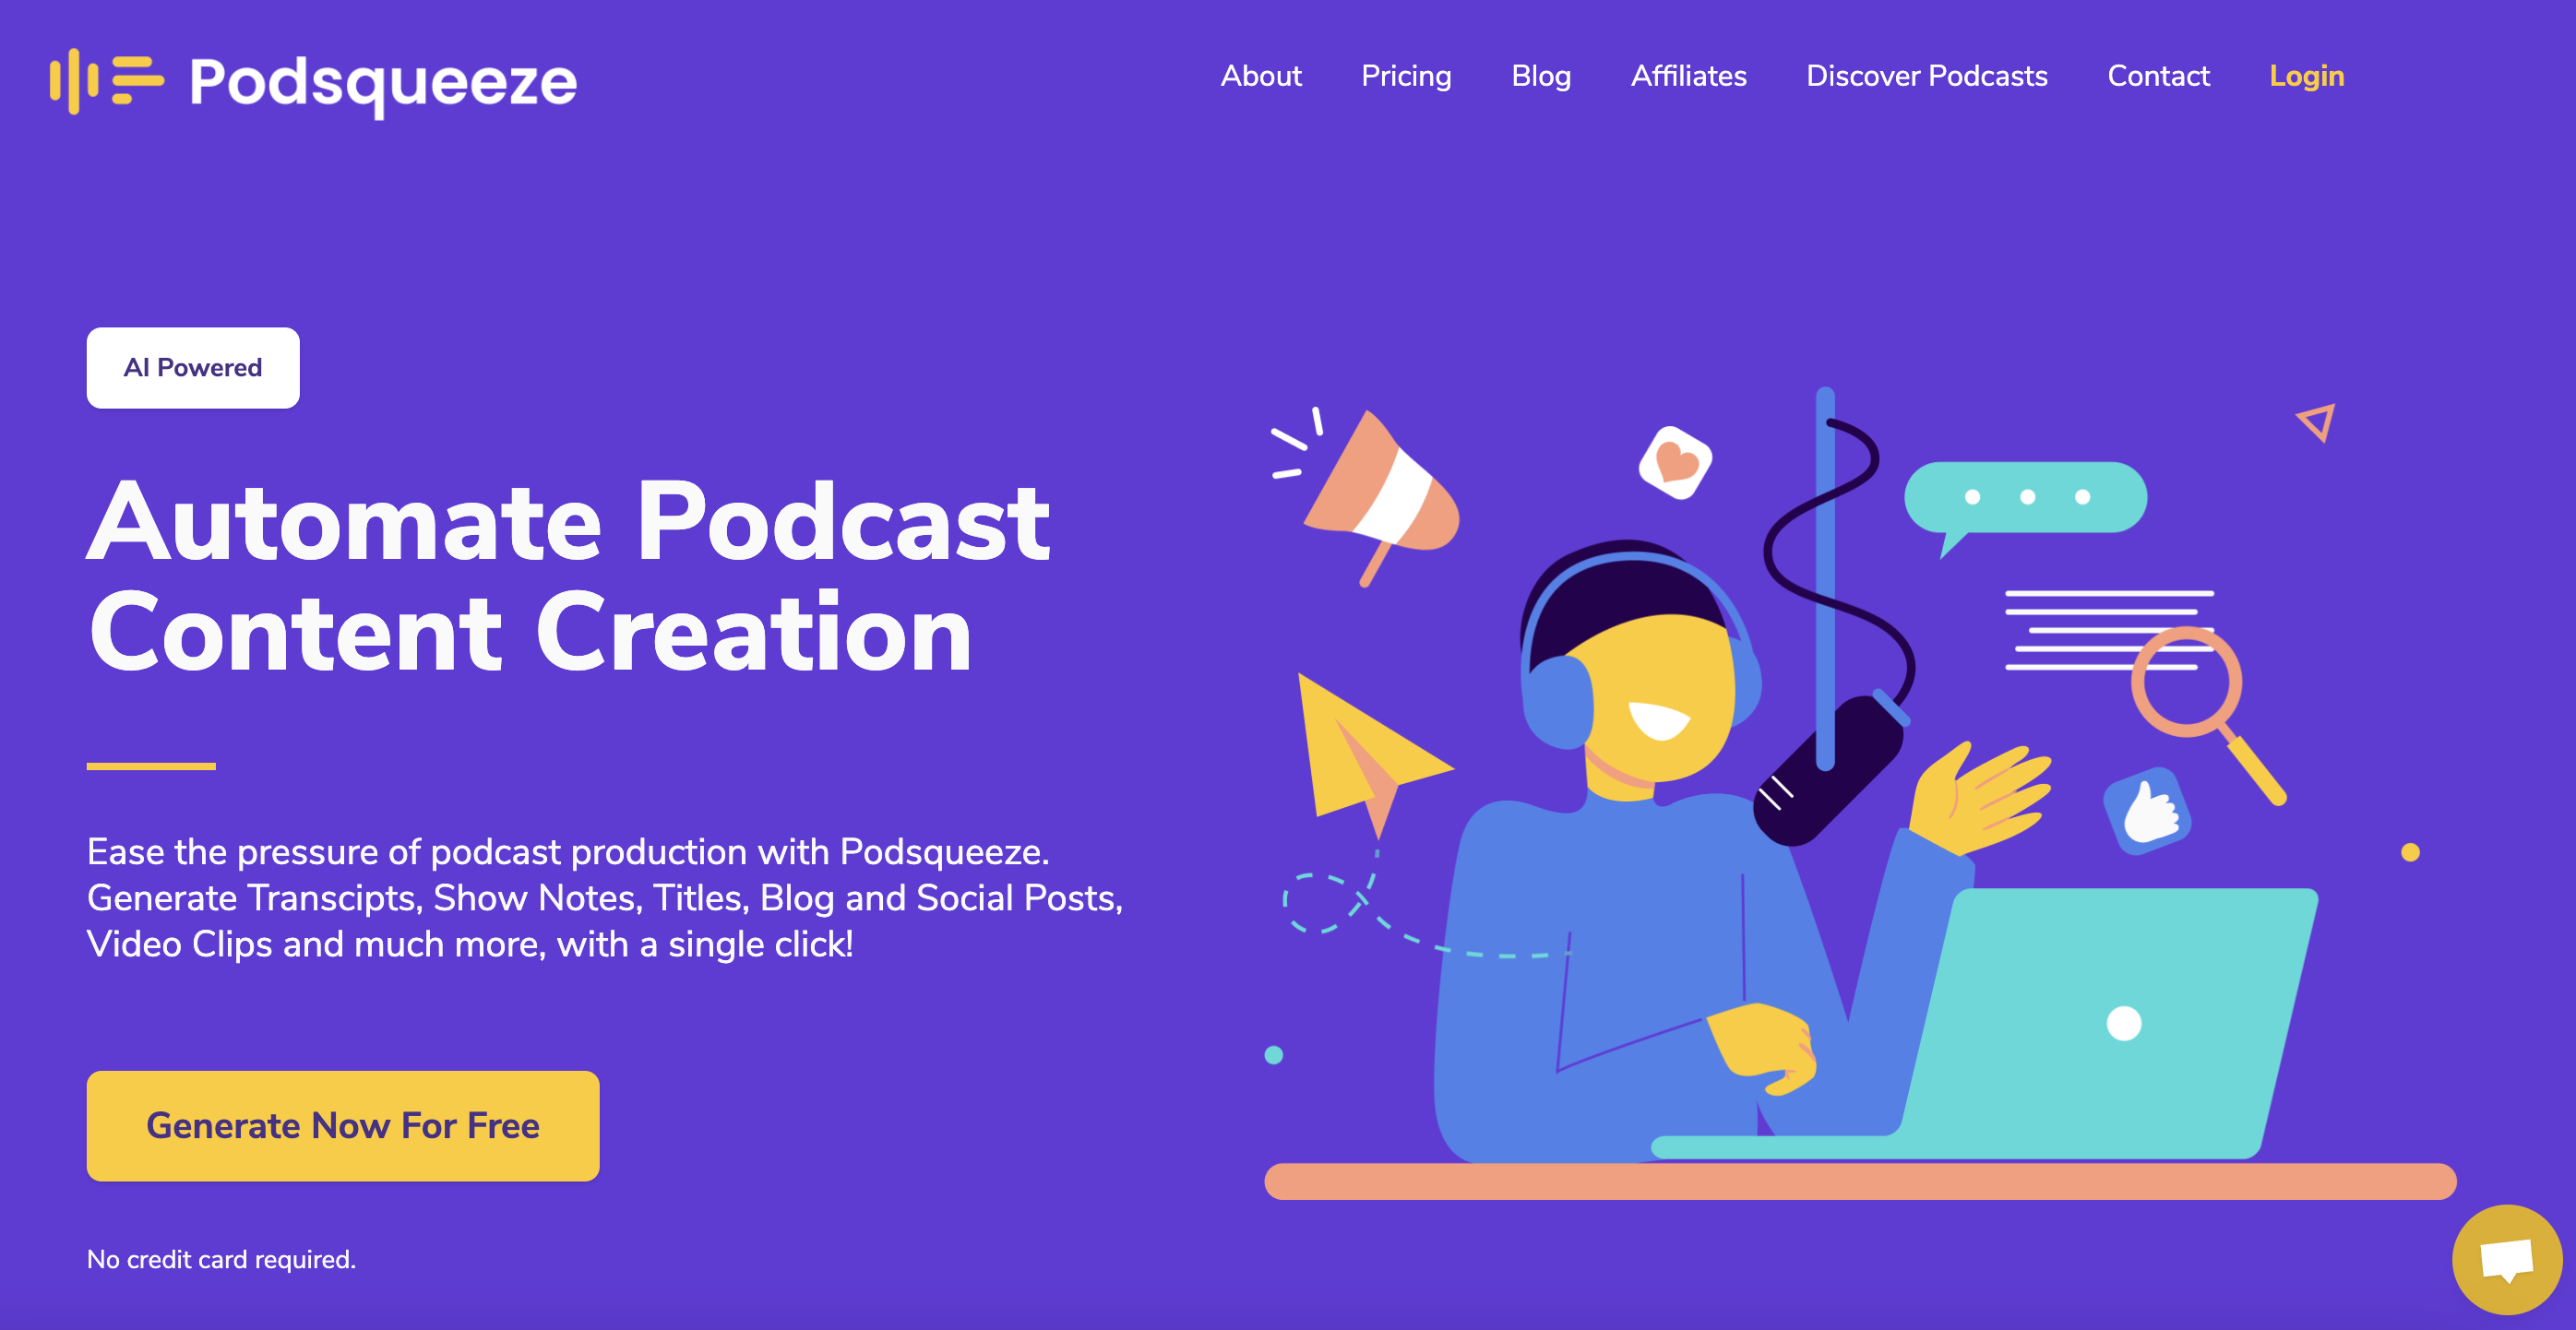 Podsqueeze
About Pricing Blog Affiliates Discover Podcasts Contact Login
AI Powered
Automate Podcast
Content Creation
Ease the pressure of podcast production with Podsqueeze.
Generate Transcipts, Show Notes, Titles, Blog and Social Posts,
Video Clips and much more, with a single click!
Generate Now For Free
No credit card required.